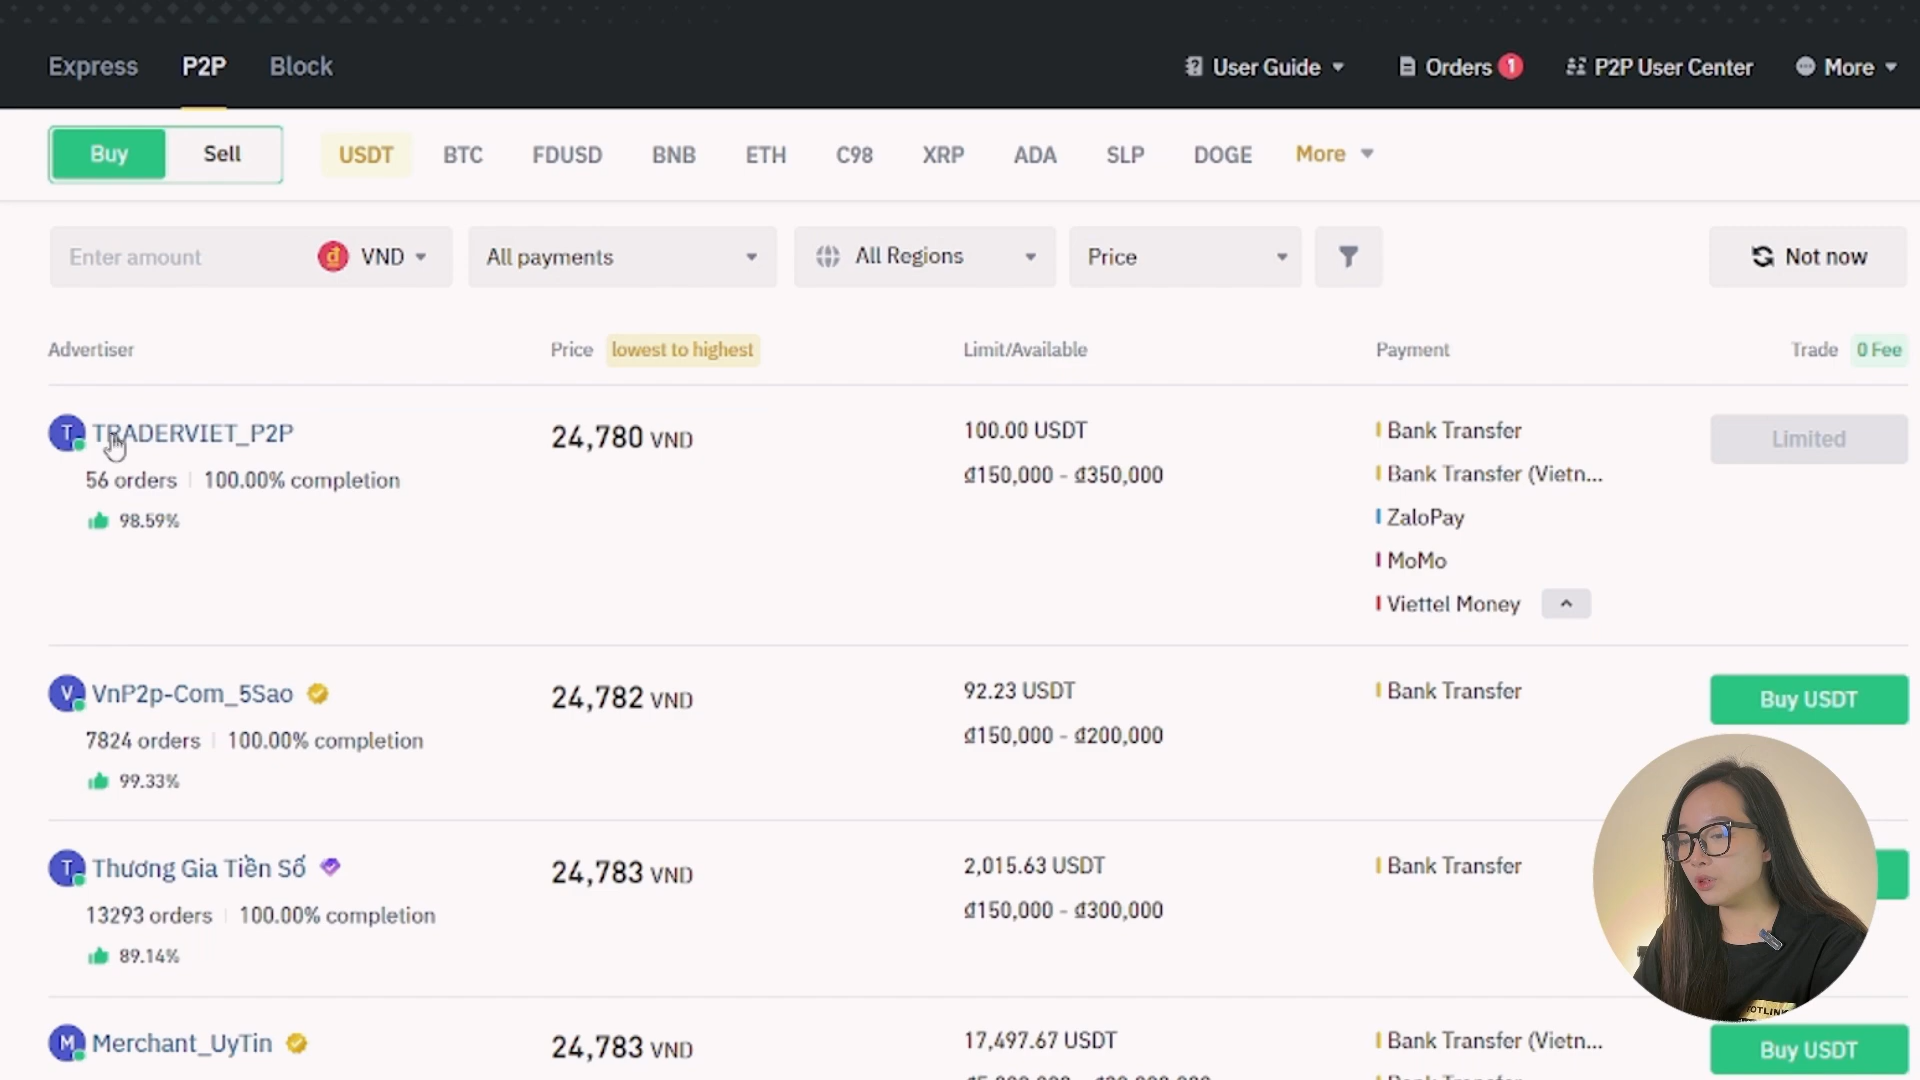 Express P2P Block User Guide Orders 1 P2P User Center More
Buy Sell USDT BTC FDUSD BNB ETH C98 XRP ADA SLP DOGE More
Enter amount đ VND All payments All Regions Price Not now
Advertiser Price lowest to highest Limit/Available Payment Trade 0 Fee
T TRADERVIET_P2P 24,780 VND 100.00 USDT Bank Transfer Limited
56 orders 100.00% completion đ150,000 - đ350,000 Bank Transfer (Vietn...
98.59% ZaloPay
MoMo
Viettel Money
V VnP2p-Com_5Sao 24,782 VND 92.23 USDT Bank Transfer Buy USDT
7824 orders 100.00% completion đ150,000 - đ200,000
99.33%
T Thương Gia Tiền Số 24,783 VND 2,015.63 USDT Bank Transfer
13293 orders 100.00% completion đ150,000 - đ300,000
89.14%
M Merchant_UyTin 24,783 VND 17,497.67 USDT Bank Transfer (Vietn... Buy USDT